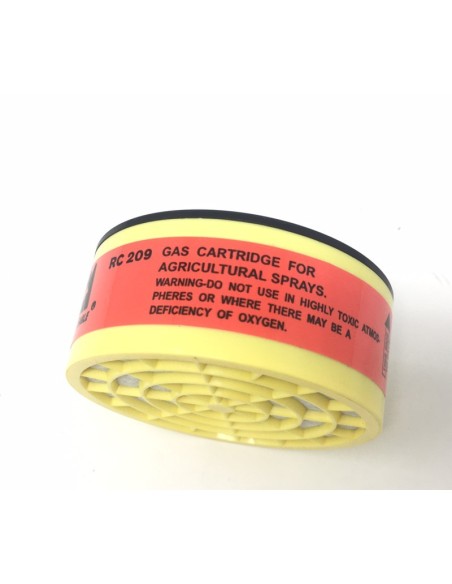 RC 209
GAS CARTRIDGE FOR
AGRICULTURAL SPRAYS.
WARNING-DO NOT USE IN HIGHLY TOXIC ATMOS-
PHERES OR WHERE THERE MAY BE A
DEFICIENCY OF OXYGEN.
®